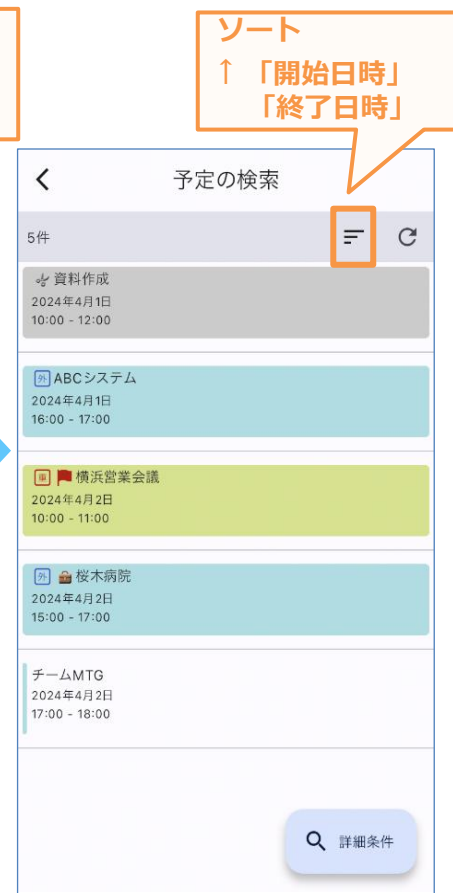 ソート
↑「開始日時」
「終了日時」
予定の検索
5件
資料作成
2024年4月1日
10:00 - 12:00
外 ABCシステム
2024年4月1日
16:00 - 17:00
横浜営業会議
2024年4月2日
10:00 - 11:00
外 桜木病院
2024年4月2日
15:00 - 17:00
チームMTG
2024年4月2日
17:00 - 18:00
詳細条件